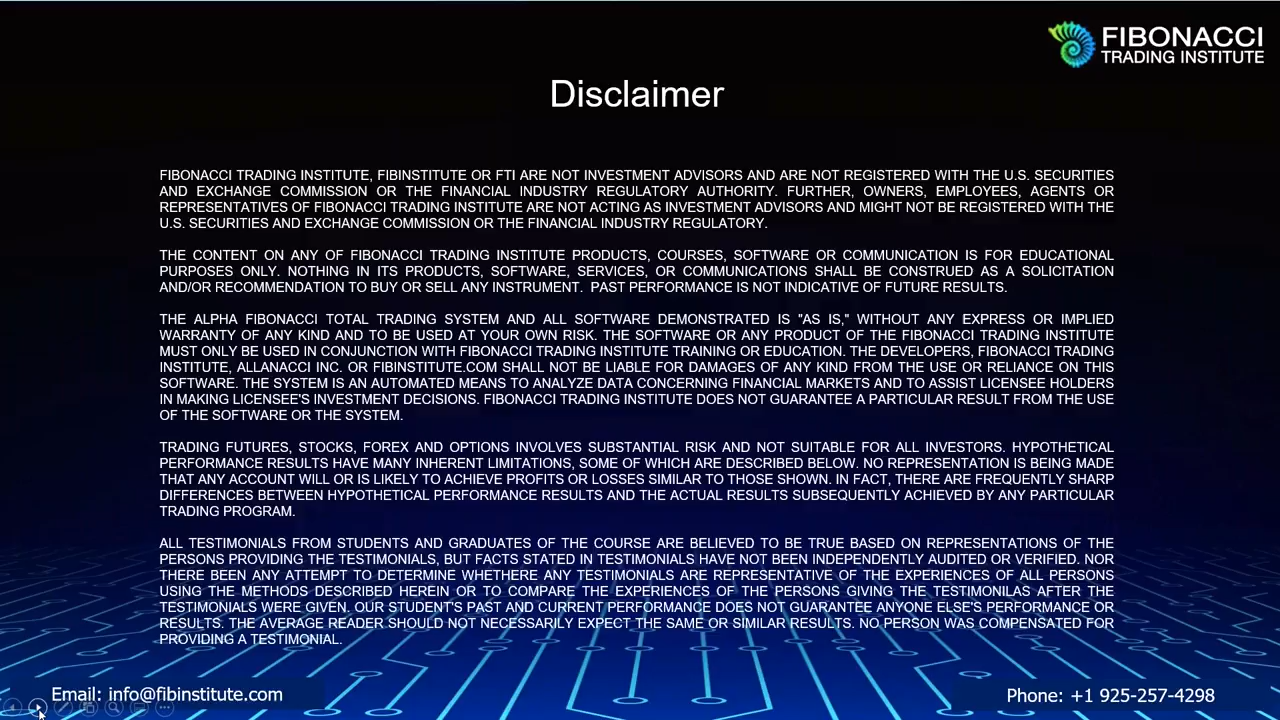 FIBONACCI
TRADING INSTITUTE
Disclaimer
FIBONACCI TRADING INSTITUTE, FIBINSTITUTE OR FTI ARE NOT INVESTMENT ADVISORS AND ARE NOT REGISTERED WITH THE U.S. SECURITIES
AND EXCHANGE COMMISSION OR THE FINANCIAL INDUSTRY REGULATORY AUTHORITY. FURTHER, OWNERS, EMPLOYEES, AGENTS OR
REPRESENTATIVES OF FIBONACCI TRADING INSTITUTE ARE NOT ACTING AS INVESTMENT ADVISORS AND MIGHT NOT BE REGISTERED WITH THE
U.S. SECURITIES AND EXCHANGE COMMISSION OR THE FINANCIAL INDUSTRY REGULATORY.
THE CONTENT ON ANY OF FIBONACCI TRADING INSTITUTE PRODUCTS, COURSES, SOFTWARE OR COMMUNICATION IS FOR EDUCATIONAL
PURPOSES ONLY. NOTHING IN ITS PRODUCTS, SOFTWARE, SERVICES, OR COMMUNICATIONS SHALL BE CONSTRUED AS A SOLICITATION
AND/OR RECOMMENDATION TO BUY OR SELL ANY INSTRUMENT. PAST PERFORMANCE IS NOT INDICATIVE OF FUTURE RESULTS.
THE ALPHA FIBONACCI TOTAL TRADING SYSTEM AND ALL SOFTWARE DEMONSTRATED IS "AS IS," WITHOUT ANY EXPRESS OR IMPLIED
WARRANTY OF ANY KIND AND TO BE USED AT YOUR OWN RISK. THE SOFTWARE OR ANY PRODUCT OF THE FIBONACCI TRADING INSTITUTE
MUST ONLY BE USED IN CONJUNCTION WITH FIBONACCI TRADING INSTITUTE TRAINING OR EDUCATION. THE DEVELOPERS, FIBONACCI TRADING
INSTITUTE, ALLANACCI INC. OR FIBINSTITUTE.COM SHALL NOT BE LIABLE FOR DAMAGES OF ANY KIND FROM THE USE OR RELIANCE ON THIS
SOFTWARE. THE SYSTEM IS AN AUTOMATED MEANS TO ANALYZE DATA CONCERNING FINANCIAL MARKETS AND TO ASSIST LICENSEE HOLDERS
IN MAKING LICENSEE'S INVESTMENT DECISIONS. FIBONACCI TRADING INSTITUTE DOES NOT GUARANTEE A PARTICULAR RESULT FROM THE USE
OF THE SOFTWARE OR THE SYSTEM.
TRADING FUTURES, STOCKS, FOREX AND OPTIONS INVOLVES SUBSTANTIAL RISK AND NOT SUITABLE FOR ALL INVESTORS. HYPOTHETICAL
PERFORMANCE RESULTS HAVE MANY INHERENT LIMITATIONS, SOME OF WHICH ARE DESCRIBED BELOW. NO REPRESENTATION IS BEING MADE
THAT ANY ACCOUNT WILL OR IS LIKELY TO ACHIEVE PROFITS OR LOSSES SIMILAR TO THOSE SHOWN. IN FACT, THERE ARE FREQUENTLY SHARP
DIFFERENCES BETWEEN HYPOTHETICAL PERFORMANCE RESULTS AND THE ACTUAL RESULTS SUBSEQUENTLY ACHIEVED BY ANY PARTICULAR
TRADING PROGRAM.
ALL TESTIMONIALS FROM STUDENTS AND GRADUATES OF THE COURSE ARE BELIEVED TO BE TRUE BASED ON REPRESENTATIONS OF THE
PERSONS PROVIDING THE TESTIMONIALS, BUT FACTS STATED IN TESTIMONIALS HAVE NOT BEEN INDEPENDENTLY AUDITED OR VERIFIED. NOR
THERE BEEN ANY ATTEMPT TO DETERMINE WHETHERE ANY TESTIMONIALS ARE REPRESENTATIVE OF THE EXPERIENCES OF ALL PERSONS
USING THE METHODS DESCRIBED HEREIN OR TO COMPARE THE EXPERIENCES OF THE PERSONS GIVING THE TESTIMONILAS AFTER THE
TESTIMONIALS WERE GIVEN. OUR STUDENT'S PAST AND CURRENT PERFORMANCE DOES NOT GUARANTEE ANYONE ELSE'S PERFORMANCE OR
RESULTS. THE AVERAGE READER SHOULD NOT NECESSARILY EXPECT THE SAME OR SIMILAR RESULTS. NO PERSON WAS COMPENSATED FOR
PROVIDING A TESTIMONIAL.
Email: info@fibinstitute.com
Phone: +1 925-257-4298